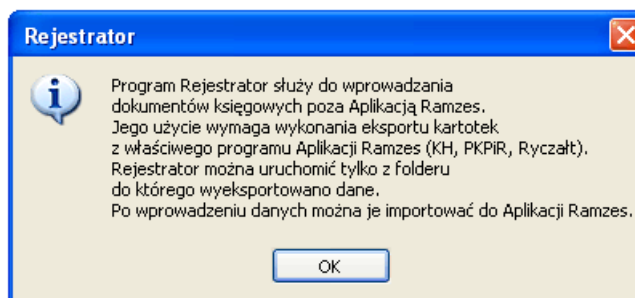 Rejestrator
Program Rejestrator służy do wprowadzania
dokumentów księgowych poza Aplikacją Ramzes.
Jego użycie wymaga wykonania eksportu kartotek
z właściwego programu Aplikacji Ramzes (KH, PKPiR, Ryczałt).
Rejestrator można uruchomić tylko z folderu
do którego wyeksportowano dane.
Po wprowadzeniu danych można je importować do Aplikacji Ramzes.
OK